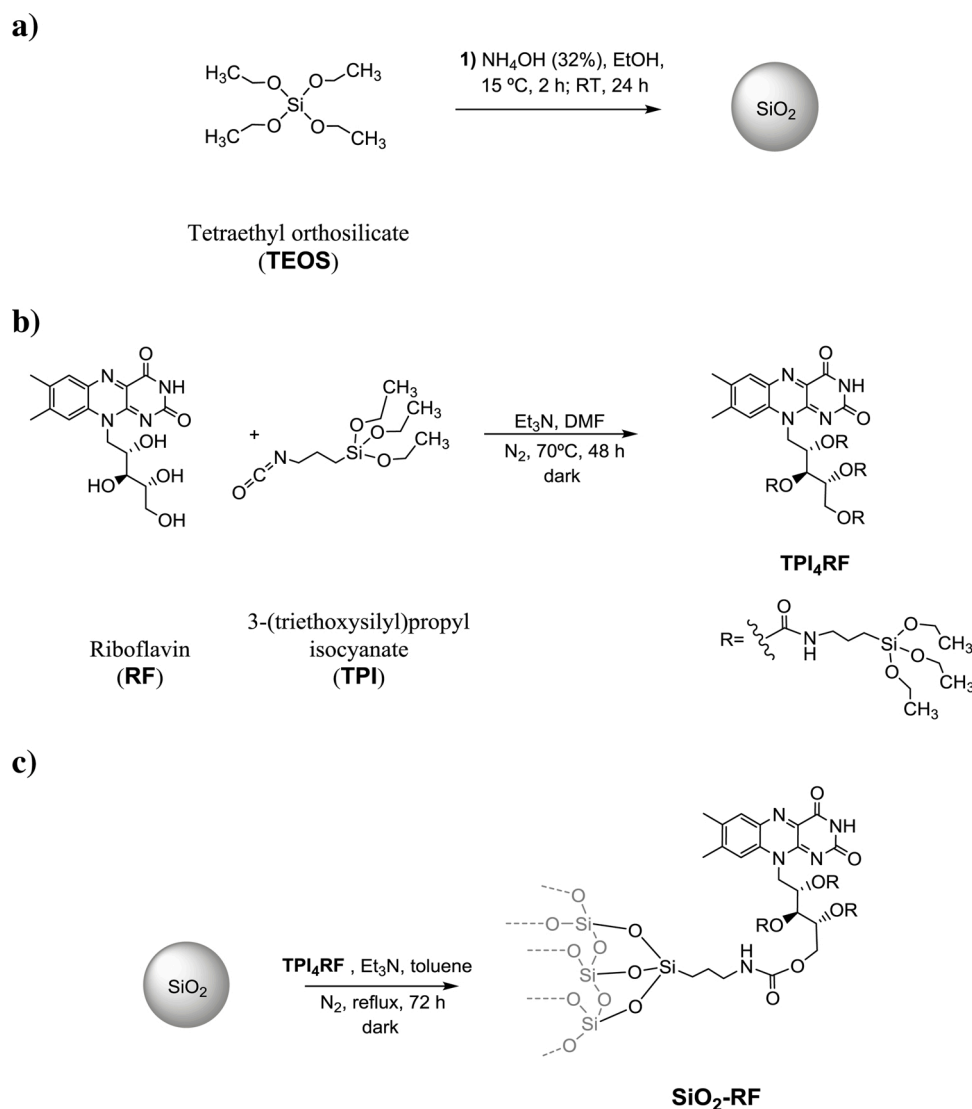 a)
H₃C
O
O
CH₃
Si
H₃C
O
O
CH₃
1) NH₄OH (32%), EtOH,
15 ºC, 2 h; RT, 24 h
SiO₂
Tetraethyl orthosilicate
(TEOS)
b)
O
N
NH
N
N
O
OH
HO
OH
OH
+
CH₃
CH₃
O
O
CH₃
Si
O
N
C
O
Et₃N, DMF
N₂, 70ºC, 48 h
dark
O
N
NH
N
N
O
OR
RO
OR
OR
TPI₄RF
Riboflavin
(RF)
3-(triethoxysilyl)propyl
isocyanate
(TPI)
R=
O
N
H
Si
O
CH₃
O
O
CH₃
CH₃
c)
SiO₂
TPI₄RF , Et₃N, toluene
N₂, reflux, 72 h
dark
O
N
NH
N
N
O
OR
RO
OR
O
O
Si
O
O
O
H
Si
O
Si
N
O
O
O
O
O
Si
O
O
SiO₂-RF